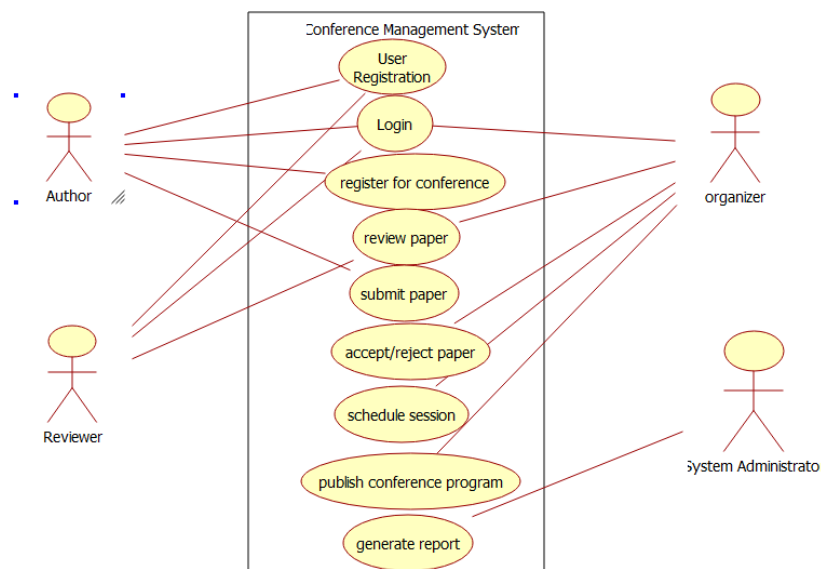 Conference Management System
User
Registration
Login
register for conference
review paper
submit paper
accept/reject paper
schedule session
publish conference program
generate report
Author
Reviewer
organizer
System Administrato